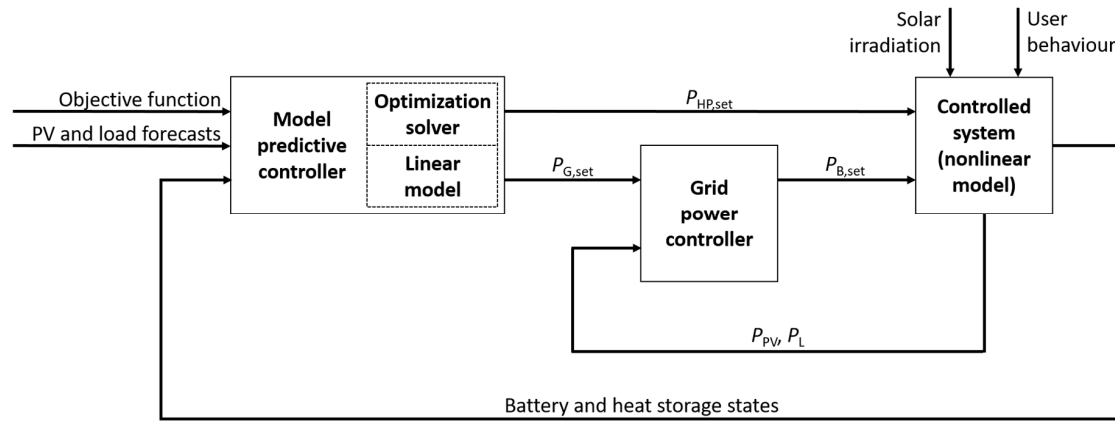 Solar
irradiation
User
behaviour
Objective function
PV and load forecasts
Model
predictive
controller
Optimization
solver
Linear
model
P_HP,set
P_G,set
Grid
power
controller
P_B,set
Controlled
system
(nonlinear
model)
P_PV, P_L
Battery and heat storage states